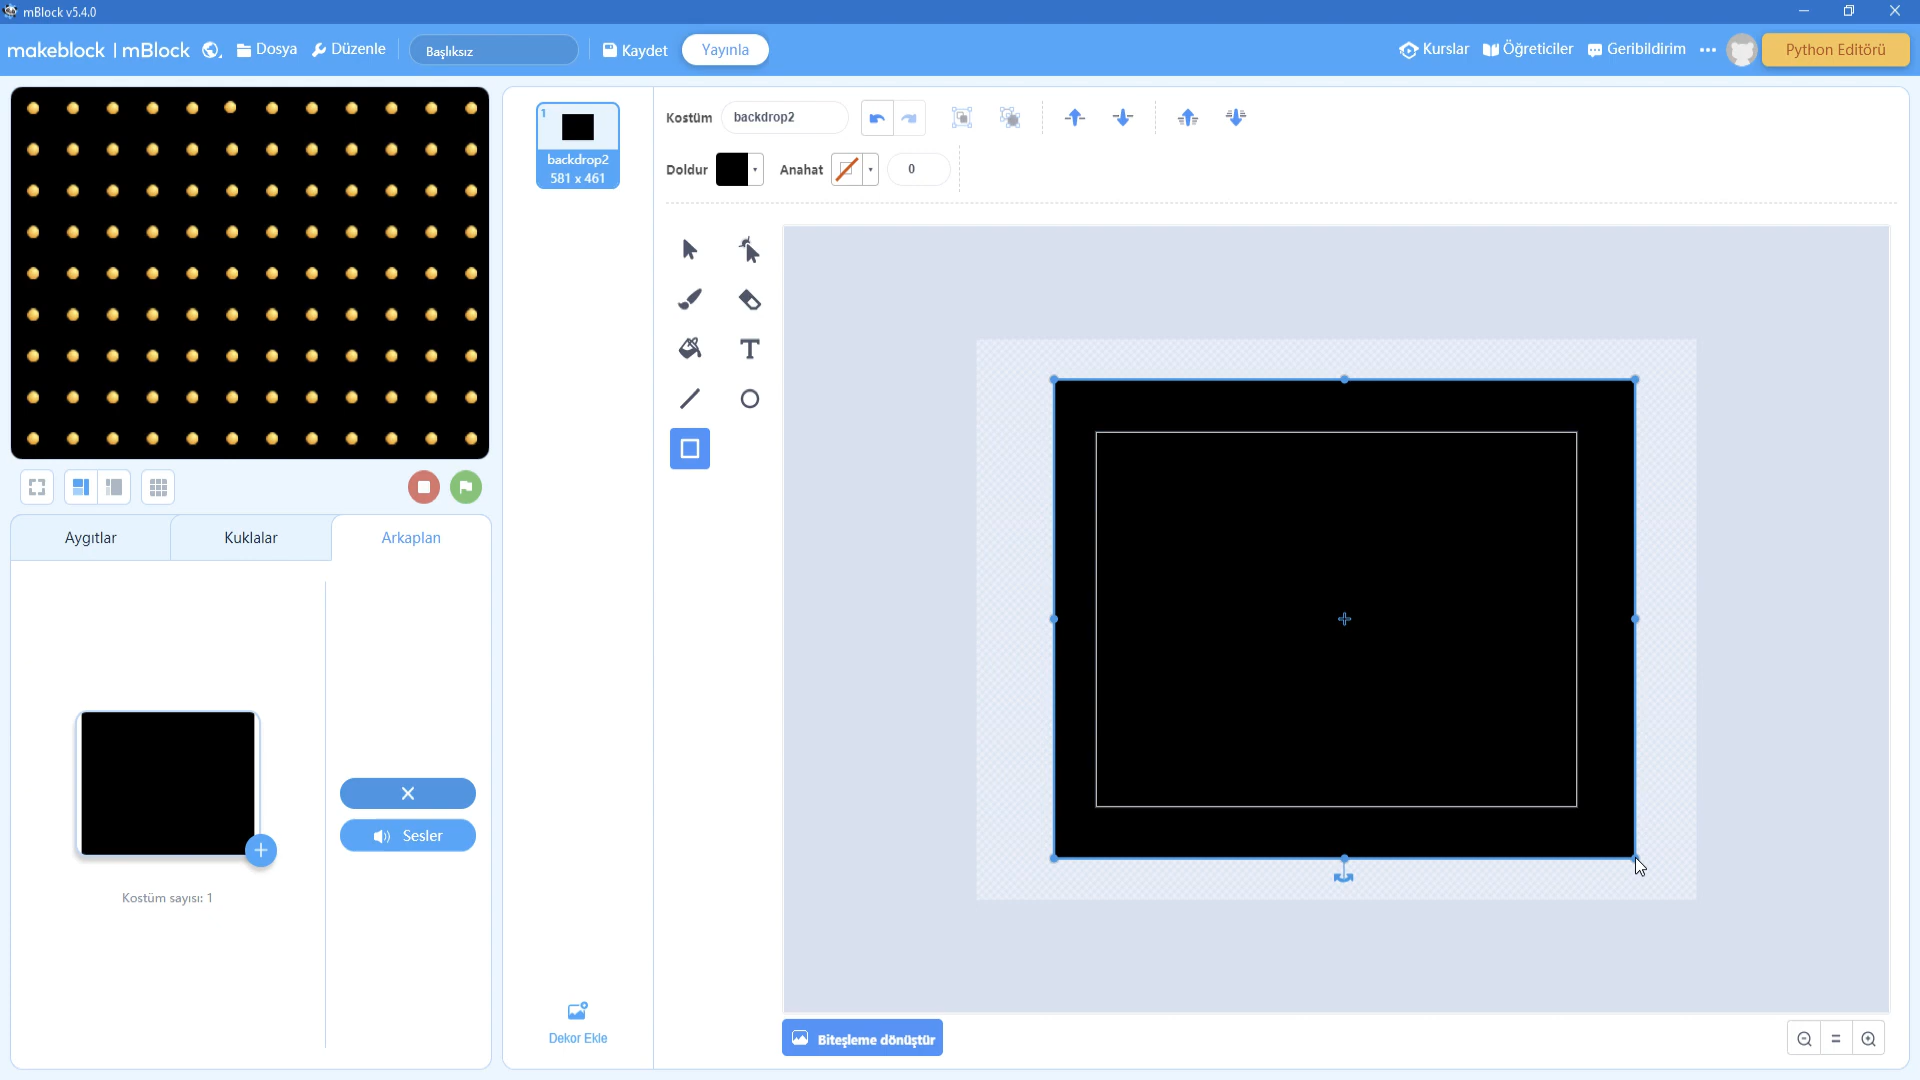 mBlock v5.4.0
makeblock | mBlock
Dosya
Düzenle
Başlıksız
Kaydet
Yayınla
Kurslar
Öğreticiler
Geribildirim
Python Editörü
1
backdrop2
581 x 461
Kostüm
backdrop2
Doldur
Anahat
0
T
Aygıtlar
Kuklalar
Arkaplan
Sesler
Kostüm sayısı: 1
Dekor Ekle
Biteşleme dönüştür